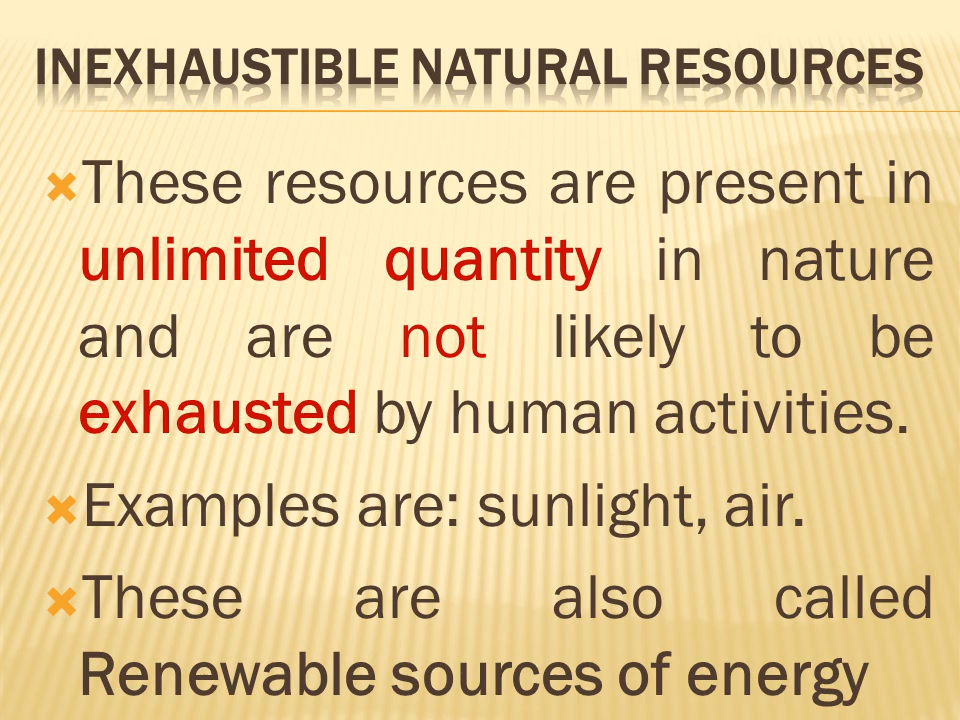 INEXHAUSTIBLE NATURAL RESOURCES
These resources are present in
unlimited quantity in nature
and are not likely to be
exhausted by human activities.
Examples are: sunlight, air.
These are also called
Renewable sources of energy